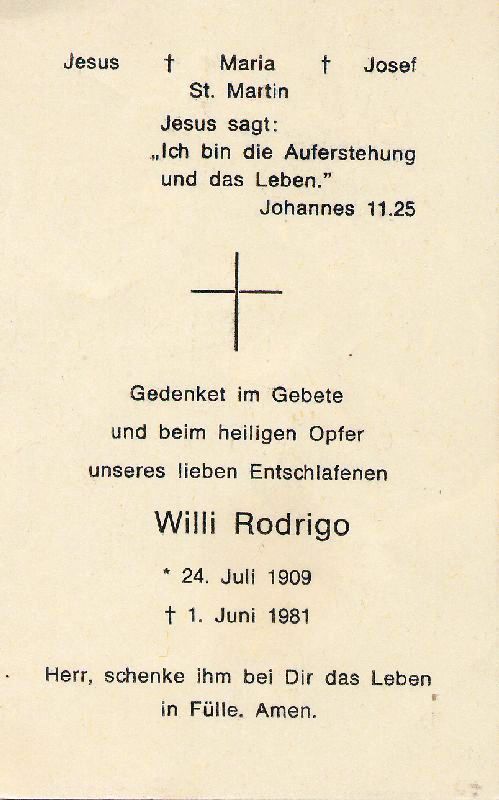 Jesus † Maria † Josef
St. Martin
Jesus sagt:
„Ich bin die Auferstehung
und das Leben.”
Johannes 11.25
Gedenket im Gebete
und beim heiligen Opfer
unseres lieben Entschlafenen
Willi Rodrigo
* 24. Juli 1909
† 1. Juni 1981
Herr, schenke ihm bei Dir das Leben
in Fülle. Amen.